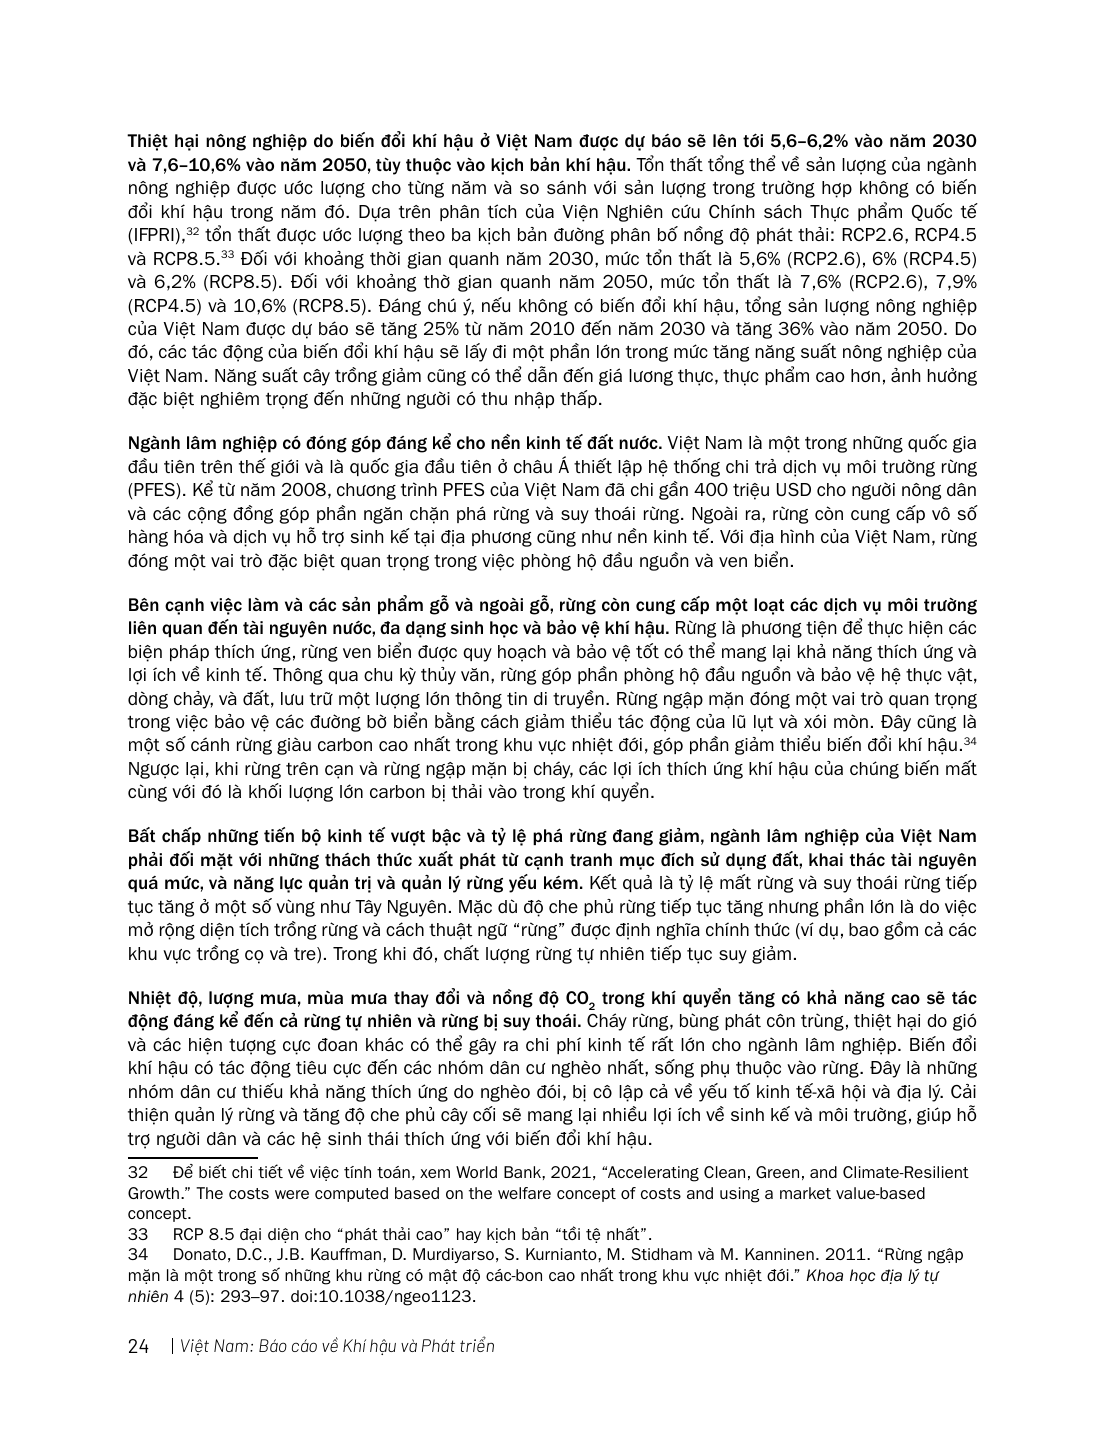 Thiệt hại nông nghiệp do biến đổi khí hậu ở Việt Nam được dự báo sẽ lên tới 5,6–6,2% vào năm 2030
và 7,6–10,6% vào năm 2050, tùy thuộc vào kịch bản khí hậu. Tổn thất tổng thể về sản lượng của ngành
nông nghiệp được ước lượng cho từng năm và so sánh với sản lượng trong trường hợp không có biến
đổi khí hậu trong năm đó. Dựa trên phân tích của Viện Nghiên cứu Chính sách Thực phẩm Quốc tế
(IFPRI),³² tổn thất được ước lượng theo ba kịch bản đường phân bố nồng độ phát thải: RCP2.6, RCP4.5
và RCP8.5.³³ Đối với khoảng thời gian quanh năm 2030, mức tổn thất là 5,6% (RCP2.6), 6% (RCP4.5)
và 6,2% (RCP8.5). Đối với khoảng thờ gian quanh năm 2050, mức tổn thất là 7,6% (RCP2.6), 7,9%
(RCP4.5) và 10,6% (RCP8.5). Đáng chú ý, nếu không có biến đổi khí hậu, tổng sản lượng nông nghiệp
của Việt Nam được dự báo sẽ tăng 25% từ năm 2010 đến năm 2030 và tăng 36% vào năm 2050. Do
đó, các tác động của biến đổi khí hậu sẽ lấy đi một phần lớn trong mức tăng năng suất nông nghiệp của
Việt Nam. Năng suất cây trồng giảm cũng có thể dẫn đến giá lương thực, thực phẩm cao hơn, ảnh hưởng
đặc biệt nghiêm trọng đến những người có thu nhập thấp.
Ngành lâm nghiệp có đóng góp đáng kể cho nền kinh tế đất nước. Việt Nam là một trong những quốc gia
đầu tiên trên thế giới và là quốc gia đầu tiên ở châu Á thiết lập hệ thống chi trả dịch vụ môi trường rừng
(PFES). Kể từ năm 2008, chương trình PFES của Việt Nam đã chi gần 400 triệu USD cho người nông dân
và các cộng đồng góp phần ngăn chặn phá rừng và suy thoái rừng. Ngoài ra, rừng còn cung cấp vô số
hàng hóa và dịch vụ hỗ trợ sinh kế tại địa phương cũng như nền kinh tế. Với địa hình của Việt Nam, rừng
đóng một vai trò đặc biệt quan trọng trong việc phòng hộ đầu nguồn và ven biển.
Bên cạnh việc làm và các sản phẩm gỗ và ngoài gỗ, rừng còn cung cấp một loạt các dịch vụ môi trường
liên quan đến tài nguyên nước, đa dạng sinh học và bảo vệ khí hậu. Rừng là phương tiện để thực hiện các
biện pháp thích ứng, rừng ven biển được quy hoạch và bảo vệ tốt có thể mang lại khả năng thích ứng và
lợi ích về kinh tế. Thông qua chu kỳ thủy văn, rừng góp phần phòng hộ đầu nguồn và bảo vệ hệ thực vật,
dòng chảy, và đất, lưu trữ một lượng lớn thông tin di truyền. Rừng ngập mặn đóng một vai trò quan trọng
trong việc bảo vệ các đường bờ biển bằng cách giảm thiểu tác động của lũ lụt và xói mòn. Đây cũng là
một số cánh rừng giàu carbon cao nhất trong khu vực nhiệt đới, góp phần giảm thiểu biến đổi khí hậu.³⁴
Ngược lại, khi rừng trên cạn và rừng ngập mặn bị cháy, các lợi ích thích ứng khí hậu của chúng biến mất
cùng với đó là khối lượng lớn carbon bị thải vào trong khí quyển.
Bất chấp những tiến bộ kinh tế vượt bậc và tỷ lệ phá rừng đang giảm, ngành lâm nghiệp của Việt Nam
phải đối mặt với những thách thức xuất phát từ cạnh tranh mục đích sử dụng đất, khai thác tài nguyên
quá mức, và năng lực quản trị và quản lý rừng yếu kém. Kết quả là tỷ lệ mất rừng và suy thoái rừng tiếp
tục tăng ở một số vùng như Tây Nguyên. Mặc dù độ che phủ rừng tiếp tục tăng nhưng phần lớn là do việc
mở rộng diện tích trồng rừng và cách thuật ngữ “rừng” được định nghĩa chính thức (ví dụ, bao gồm cả các
khu vực trồng cọ và tre). Trong khi đó, chất lượng rừng tự nhiên tiếp tục suy giảm.
Nhiệt độ, lượng mưa, mùa mưa thay đổi và nồng độ CO₂ trong khí quyển tăng có khả năng cao sẽ tác
động đáng kể đến cả rừng tự nhiên và rừng bị suy thoái. Cháy rừng, bùng phát côn trùng, thiệt hại do gió
và các hiện tượng cực đoan khác có thể gây ra chi phí kinh tế rất lớn cho ngành lâm nghiệp. Biến đổi
khí hậu có tác động tiêu cực đến các nhóm dân cư nghèo nhất, sống phụ thuộc vào rừng. Đây là những
nhóm dân cư thiếu khả năng thích ứng do nghèo đói, bị cô lập cả về yếu tố kinh tế-xã hội và địa lý. Cải
thiện quản lý rừng và tăng độ che phủ cây cối sẽ mang lại nhiều lợi ích về sinh kế và môi trường, giúp hỗ
trợ người dân và các hệ sinh thái thích ứng với biến đổi khí hậu.
32 Để biết chi tiết về việc tính toán, xem World Bank, 2021, “Accelerating Clean, Green, and Climate-Resilient
Growth.” The costs were computed based on the welfare concept of costs and using a market value-based
concept.
33 RCP 8.5 đại diện cho “phát thải cao” hay kịch bản “tồi tệ nhất”.
34 Donato, D.C., J.B. Kauffman, D. Murdiyarso, S. Kurnianto, M. Stidham và M. Kanninen. 2011. “Rừng ngập
mặn là một trong số những khu rừng có mật độ các-bon cao nhất trong khu vực nhiệt đới.” Khoa học địa lý tự
nhiên 4 (5): 293–97. doi:10.1038/ngeo1123.
24 | Việt Nam: Báo cáo về Khí hậu và Phát triển